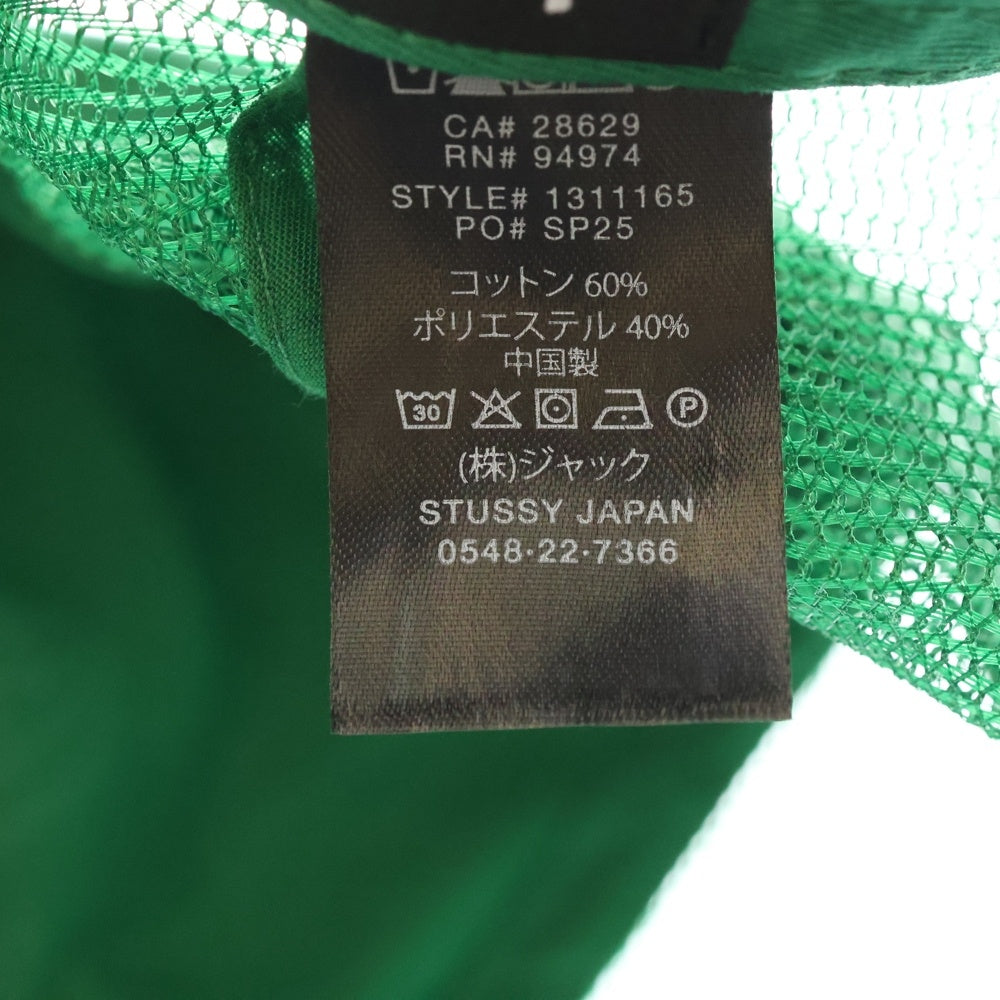 CA# 28629
RN# 94974
STYLE# 1311165
PO# SP25
コットン 60%
ポリエステル 40%
中国製
30 P
(株)ジャック
STUSSY JAPAN
0548·22·7366